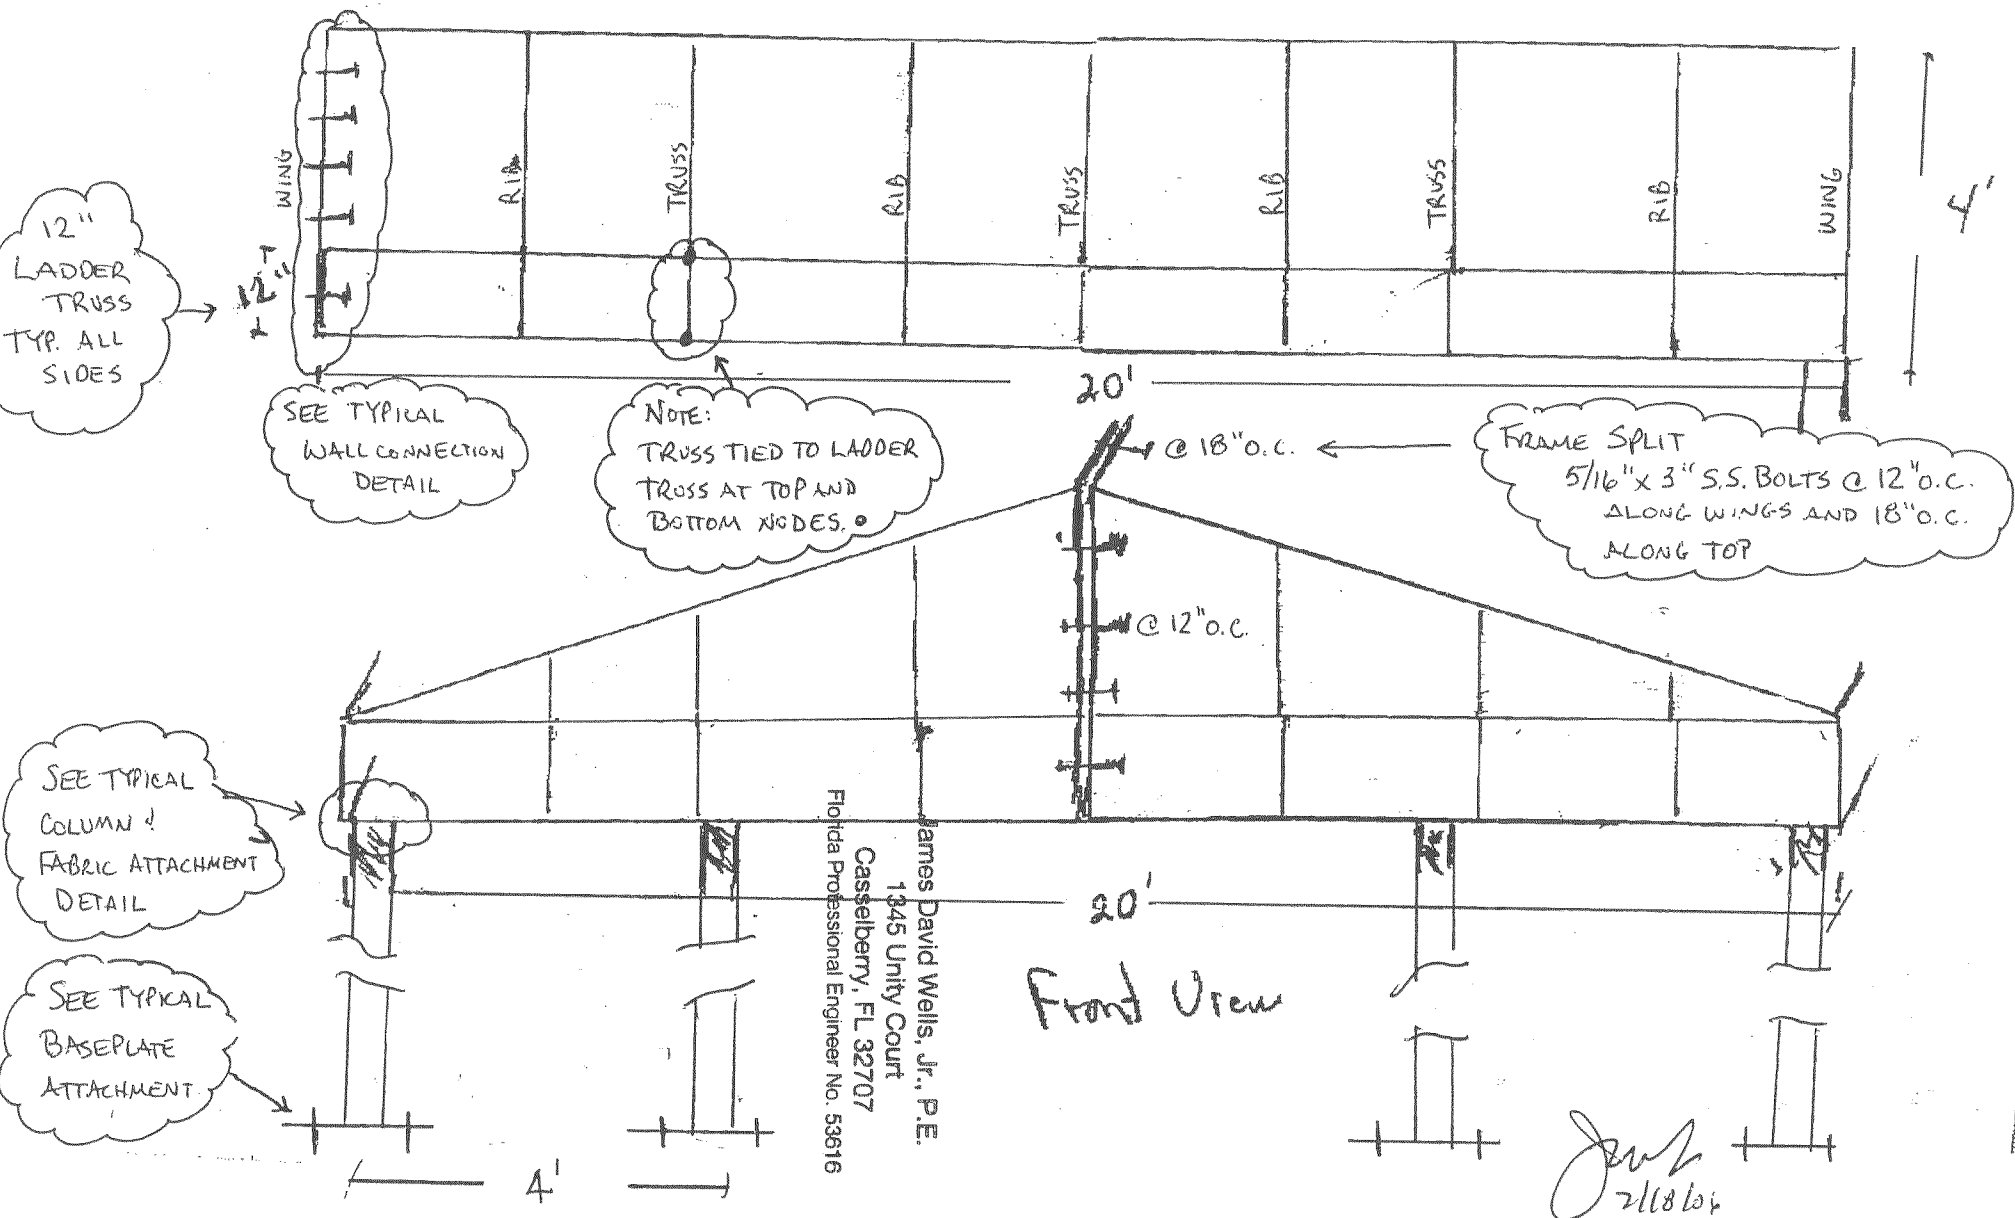 WING
RIB
TRUSS
RIB
TRUSS
RIB
TRUSS
RIB
WING
4'
12"
12"
LADDER
TRUSS
TYP. ALL
SIDES
20'
SEE TYPICAL
WALL CONNECTION
DETAIL
NOTE:
TRUSS TIED TO LADDER
TRUSS AT TOP AND
BOTTOM NODES.
@ 18" O.C.
FRAME SPLIT
5/16" x 3" S.S. BOLTS @ 12" O.C.
ALONG WINGS AND 18" O.C.
ALONG TOP
@ 12" O.C.
SEE TYPICAL
COLUMN &
FABRIC ATTACHMENT
DETAIL
20'
James David Wells, Jr., P.E.
1345 Unity Court
Casselberry, FL 32707
Florida Professional Engineer No. 53616
Front View
SEE TYPICAL
BASEPLATE
ATTACHMENT
4'
2/18/06